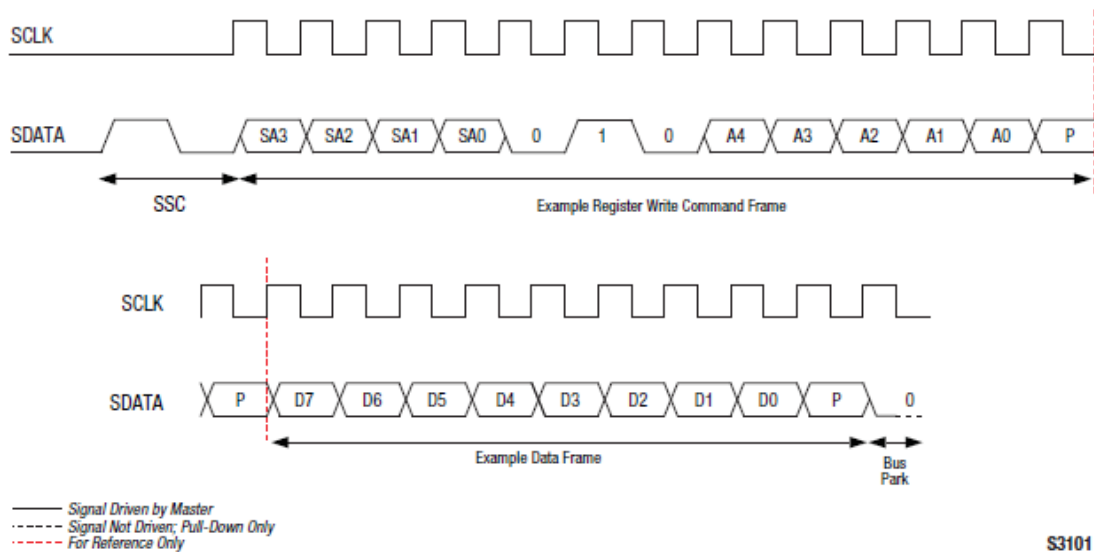 SCLK
SDATA SA3 SA2 SA1 SA0 0 1 0 A4 A3 A2 A1 A0 P
SSC
Example Register Write Command Frame
SCLK
SDATA P D7 D6 D5 D4 D3 D2 D1 D0 P 0
Example Data Frame
Bus
Park
Signal Driven by Master
Signal Not Driven; Pull-Down Only
For Reference Only
S3101